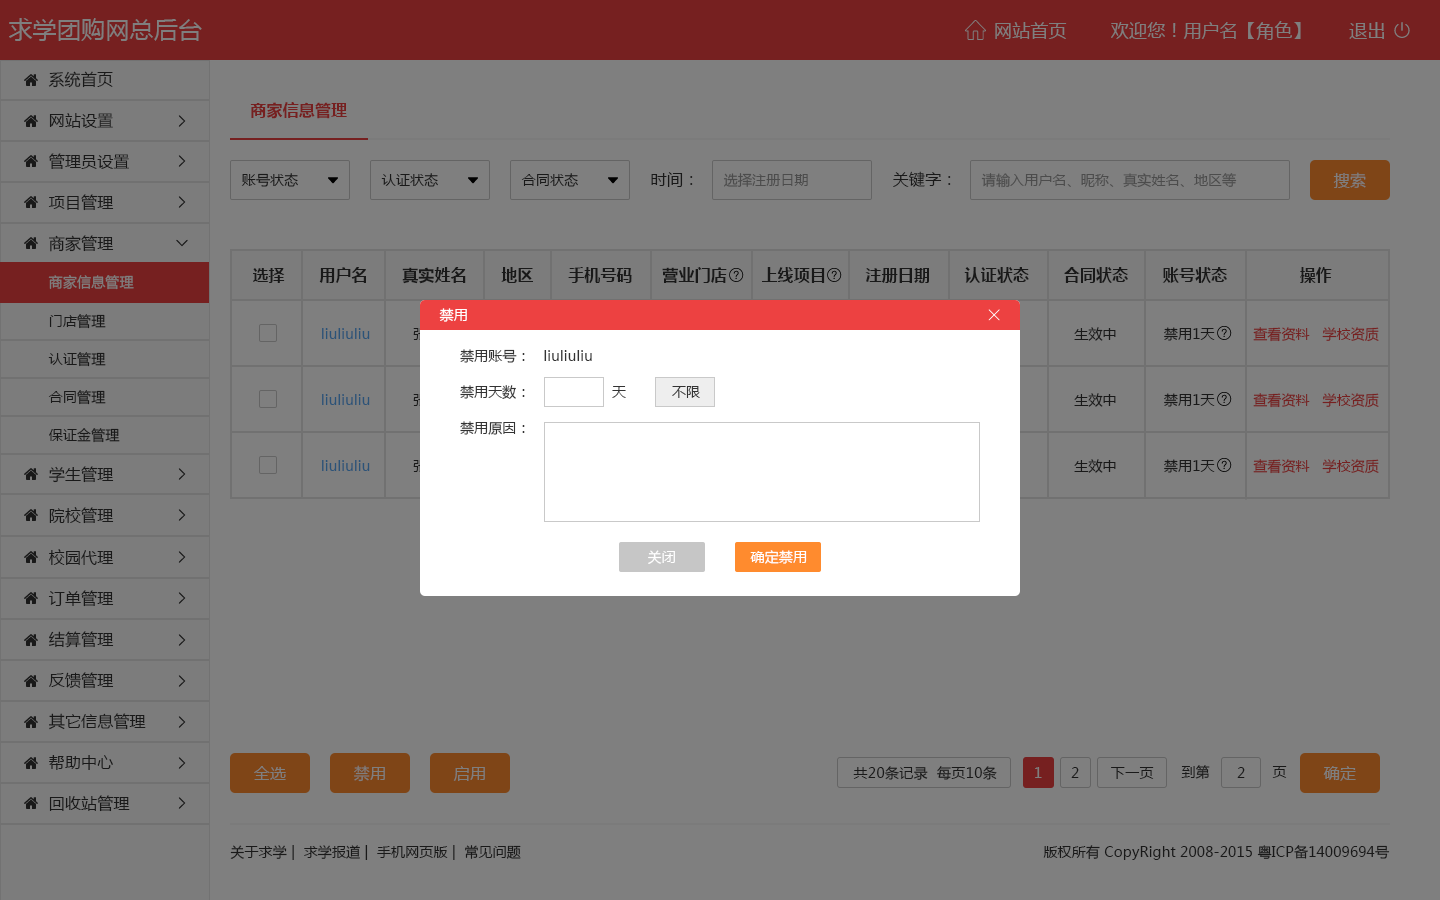 求学团购网总后台
网站首页 欢迎您！用户名【角色】 退出
系统首页
网站设置
管理员设置
项目管理
商家管理
商家信息管理
门店管理
认证管理
合同管理
保证金管理
学生管理
院校管理
校园代理
订单管理
结算管理
反馈管理
其它信息管理
帮助中心
回收站管理
商家信息管理
账号状态 认证状态 合同状态 时间： 选择注册日期 关键字： 请输入用户名、昵称、真实姓名、地区等 搜索
选择 用户名 真实姓名 地区 手机号码 营业门店? 上线项目? 注册日期 认证状态 合同状态 账号状态 操作
liuliuliu 生效中 禁用1天? 查看资料 学校资质
liuliuliu 生效中 禁用1天? 查看资料 学校资质
liuliuliu 生效中 禁用1天? 查看资料 学校资质
禁用
禁用账号： liuliuliu
禁用天数： 天 不限
禁用原因：
关闭 确定禁用
全选 禁用 启用 共20条记录 每页10条 1 2 下一页 到第 2 页 确定
关于求学 | 求学报道 | 手机网页版 | 常见问题 版权所有 CopyRight 2008-2015 粤ICP备14009694号